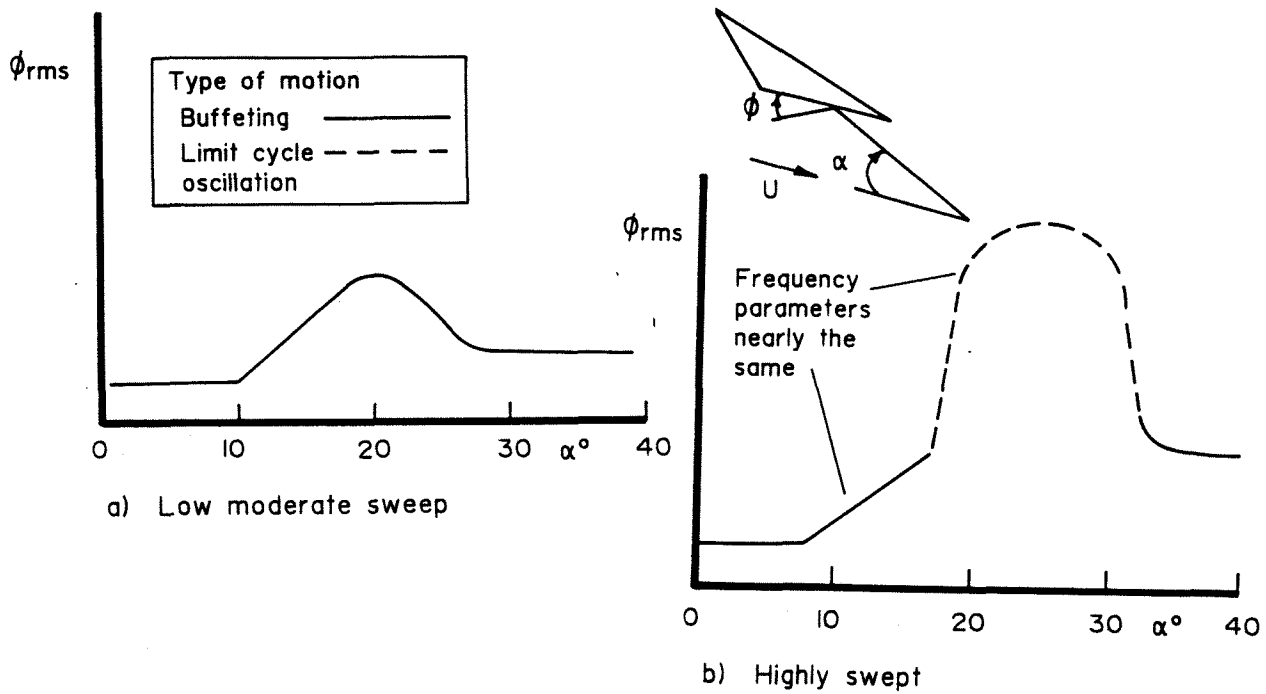 ϕrms
Type of motion
Buffeting
Limit cycle
oscillation
0 10 20 30 α° 40
a) Low moderate sweep
ϕ
α
U
ϕrms
Frequency
parameters
nearly the
same
0 10 20 30 α° 40
b) Highly swept